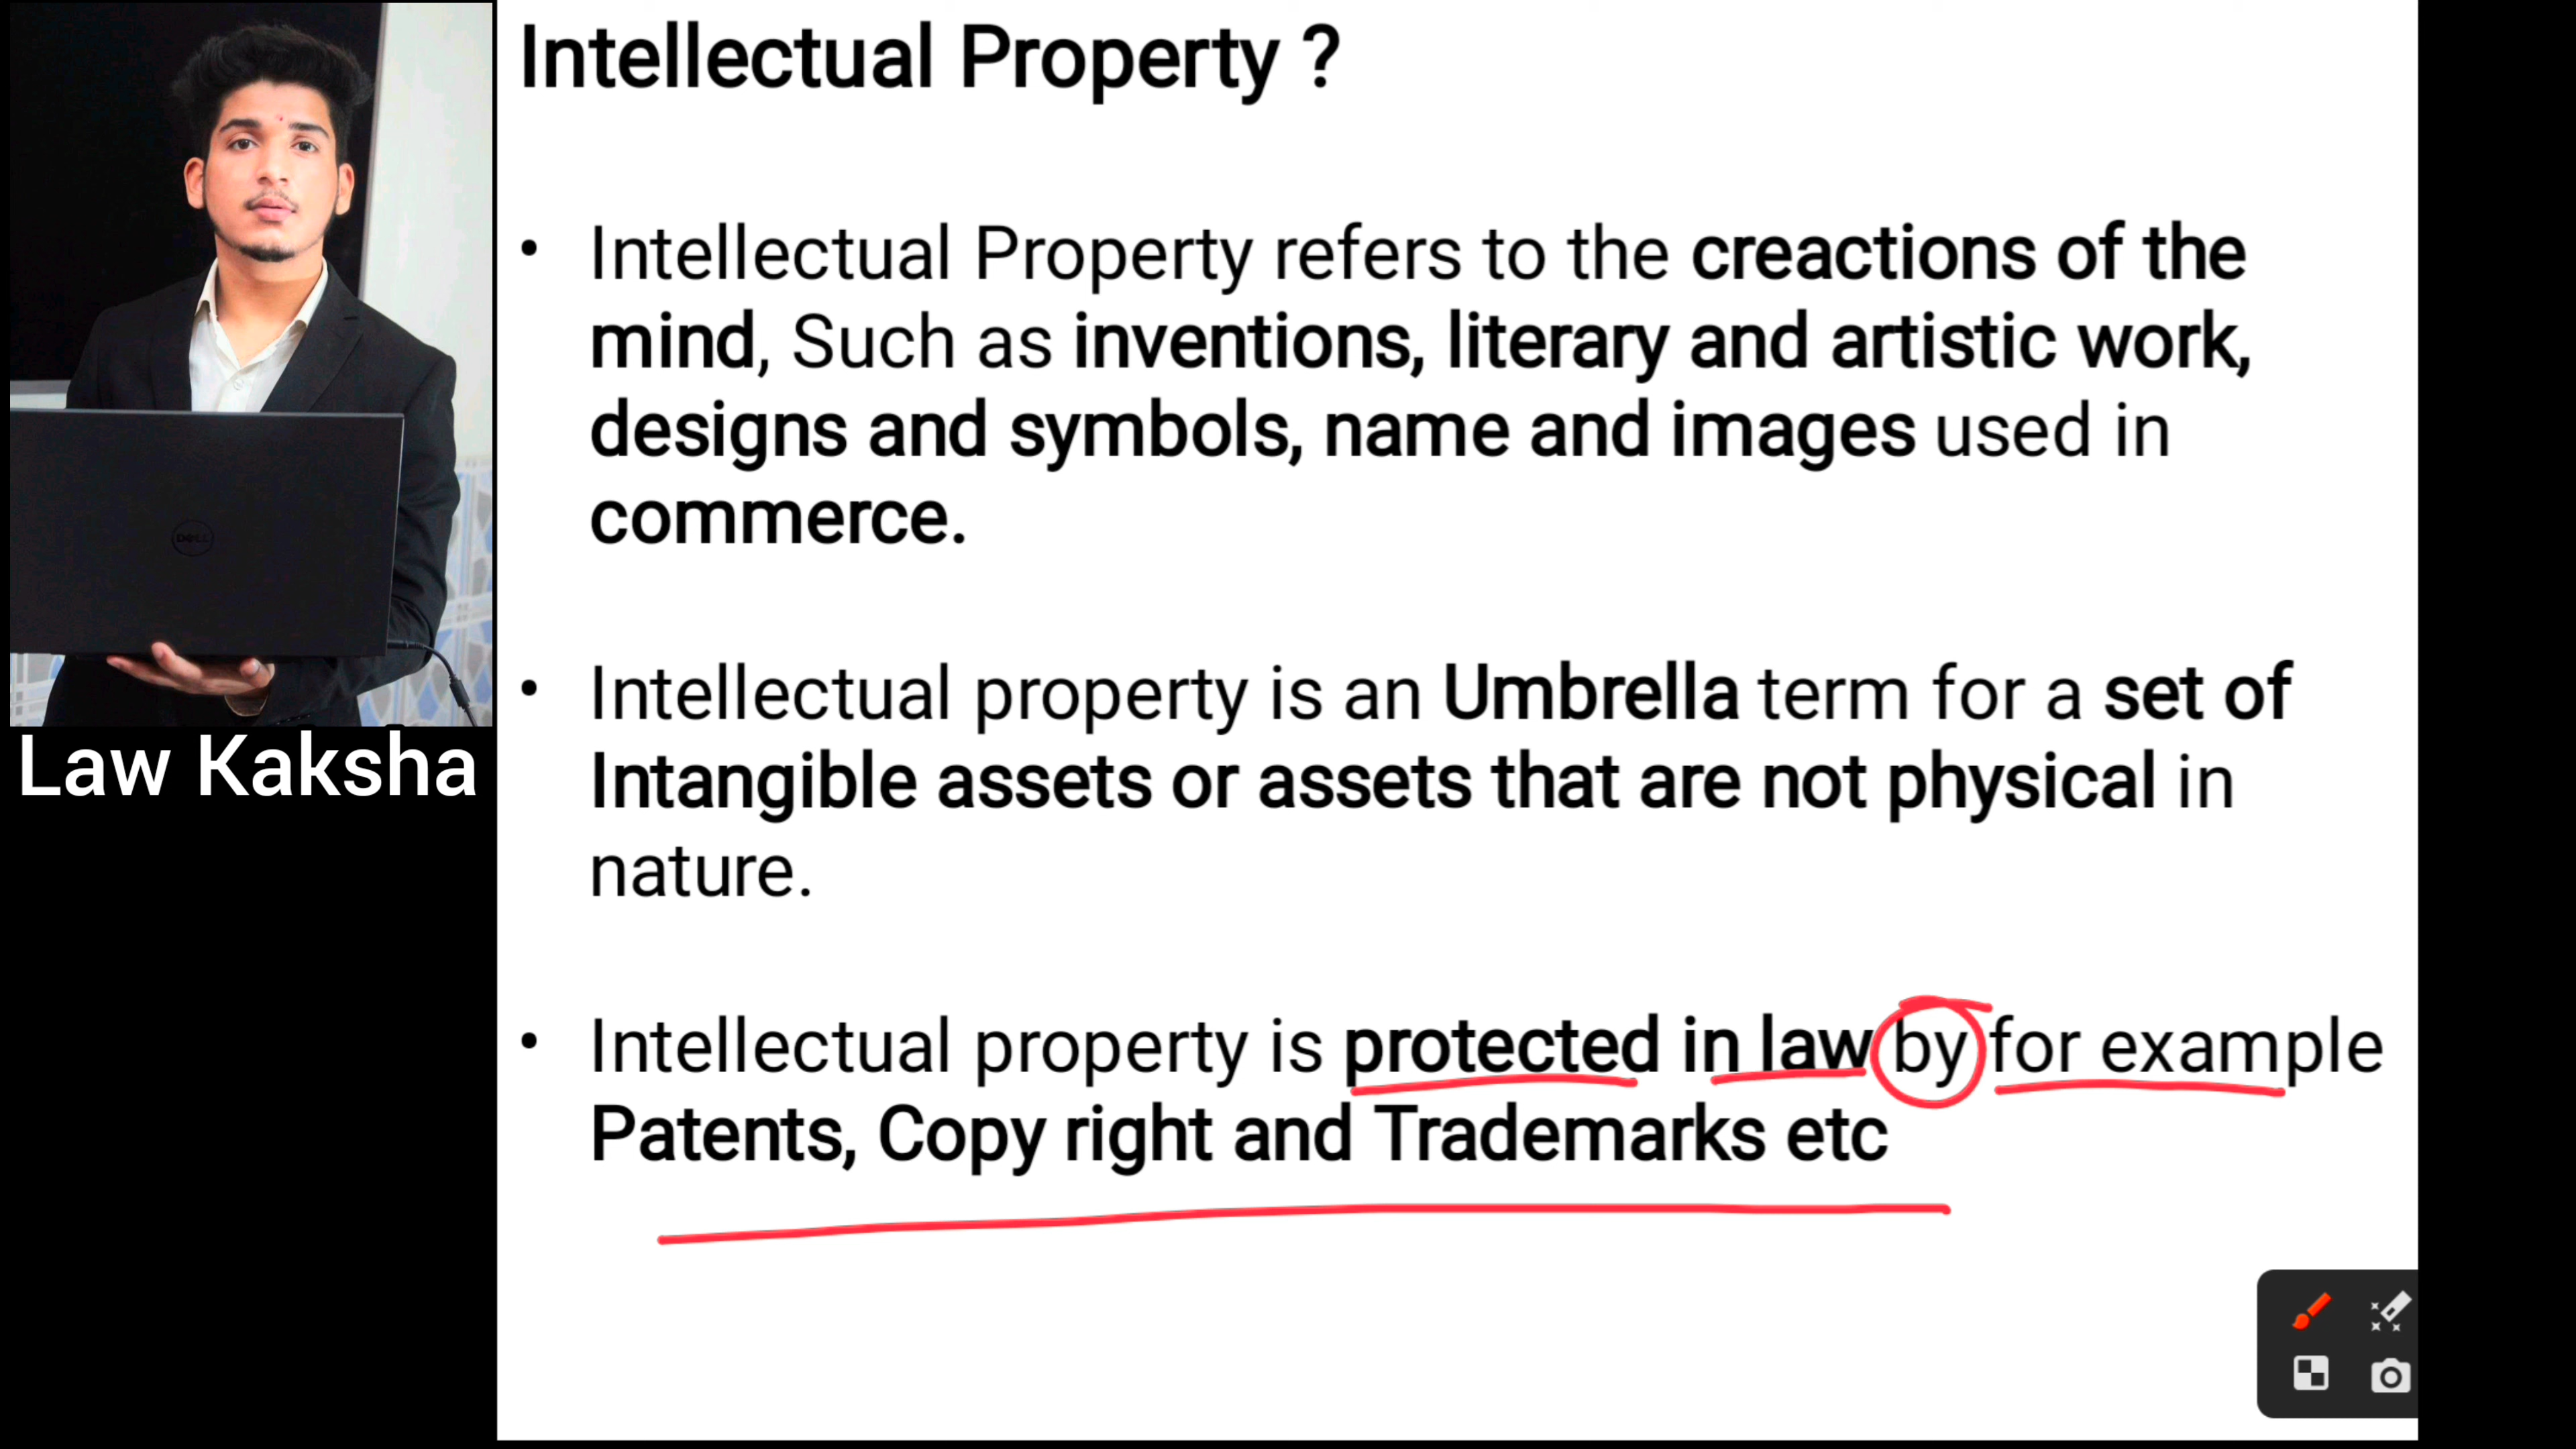 Intellectual Property ?
• Intellectual Property refers to the creactions of the
mind, Such as inventions, literary and artistic work,
designs and symbols, name and images used in
commerce.
• Intellectual property is an Umbrella term for a set of
Intangible assets or assets that are not physical in
nature.
• Intellectual property is protected in law by for example
Patents, Copy right and Trademarks etc
DELL
Law Kaksha